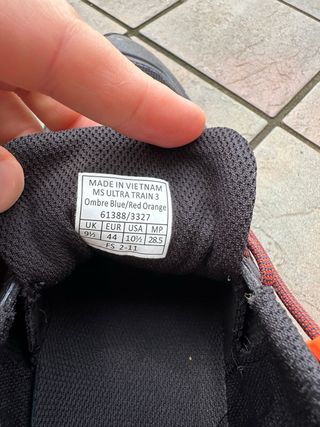 MADE IN VIETNAM
MS ULTRA TRAIN 3
Ombre Blue/Red Orange
61388/3327
UK EUR USA MP
9½ 44 10½ 28.5
FS 2-11